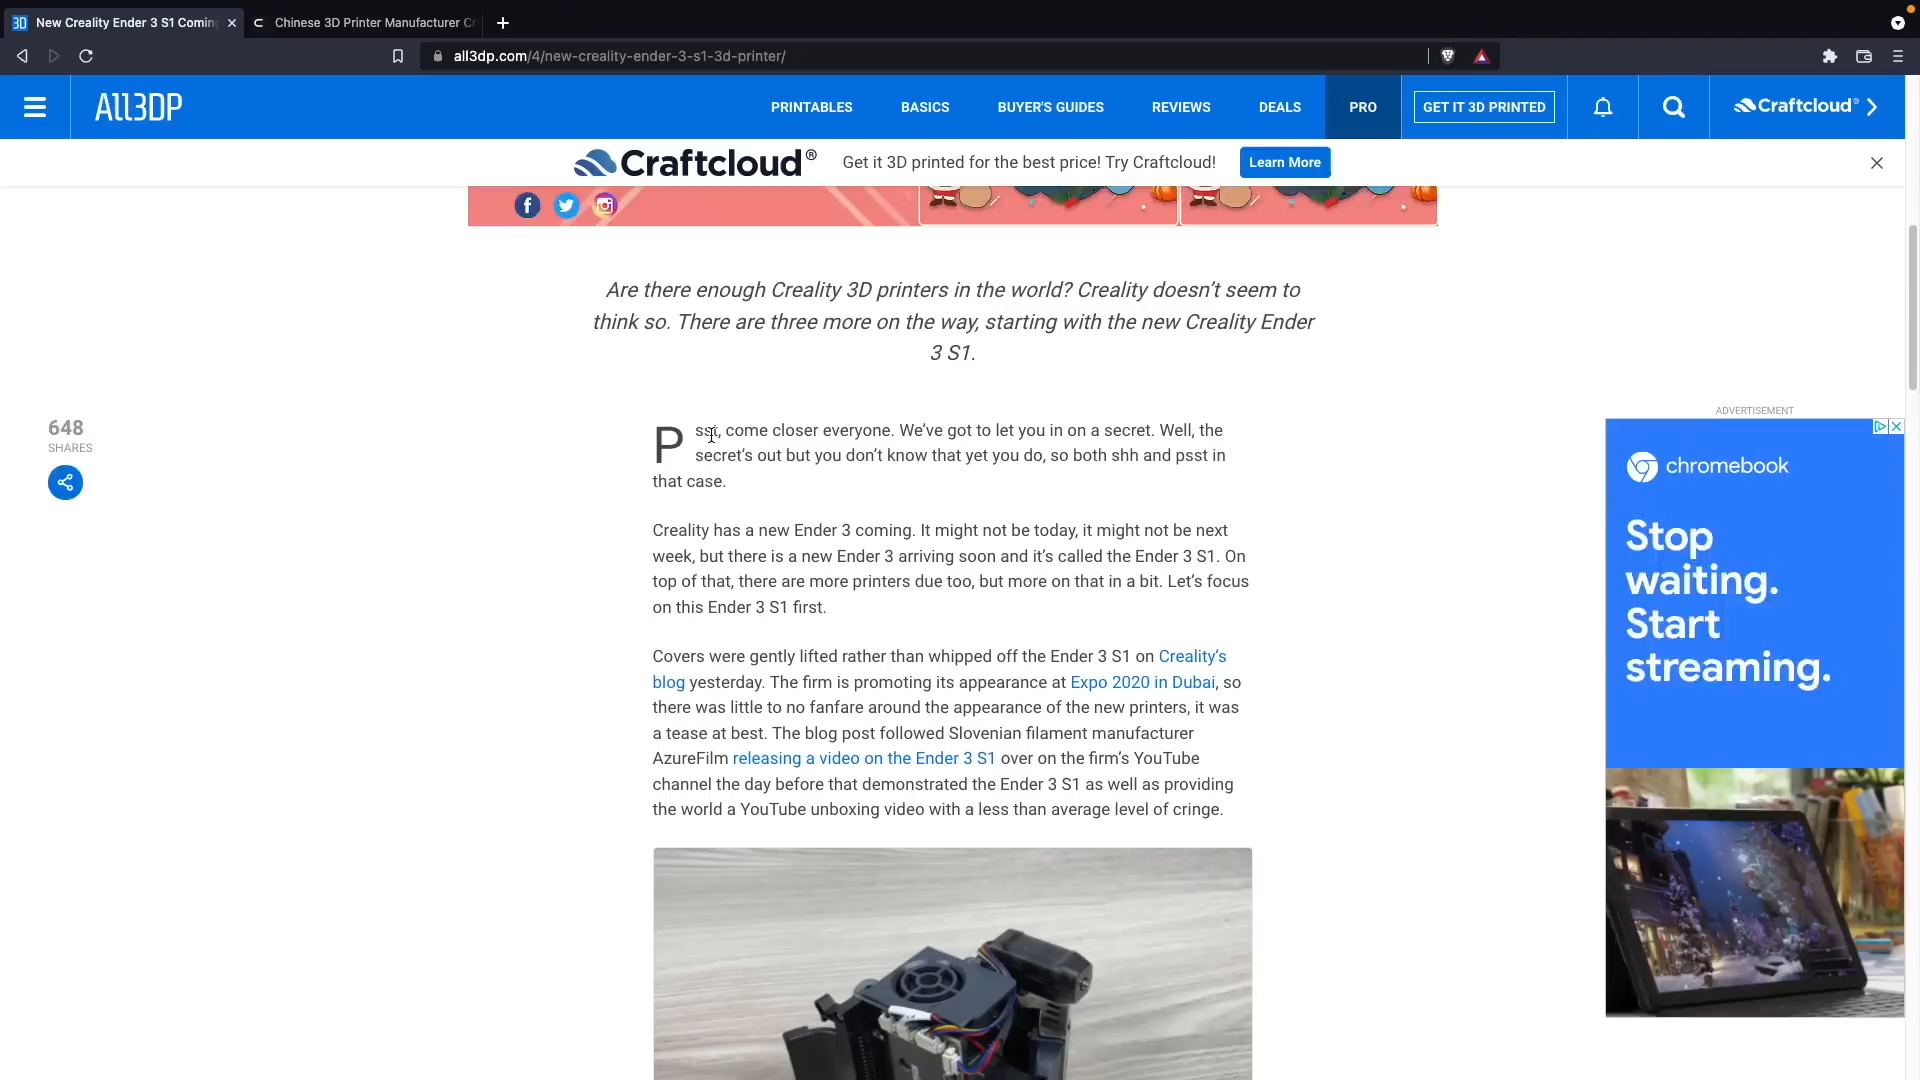 New Creality Ender 3 S1 Coming
Chinese 3D Printer Manufacturer Cr
all3dp.com/4/new-creality-ender-3-s1-3d-printer/
ALL3DP
PRINTABLES
BASICS
BUYER'S GUIDES
REVIEWS
DEALS
PRO
GET IT 3D PRINTED
Craftcloud®
Craftcloud®
Get it 3D printed for the best price! Try Craftcloud!
Learn More
Are there enough Creality 3D printers in the world? Creality doesn't seem to
think so. There are three more on the way, starting with the new Creality Ender
3 S1.
648
SHARES
Psst, come closer everyone. We've got to let you in on a secret. Well, the
secret's out but you don't know that yet you do, so both shh and psst in
that case.
Creality has a new Ender 3 coming. It might not be today, it might not be next
week, but there is a new Ender 3 arriving soon and it's called the Ender 3 S1. On
top of that, there are more printers due too, but more on that in a bit. Let's focus
on this Ender 3 S1 first.
Covers were gently lifted rather than whipped off the Ender 3 S1 on Creality's
blog yesterday. The firm is promoting its appearance at Expo 2020 in Dubai, so
there was little to no fanfare around the appearance of the new printers, it was
a tease at best. The blog post followed Slovenian filament manufacturer
AzureFilm releasing a video on the Ender 3 S1 over on the firm's YouTube
channel the day before that demonstrated the Ender 3 S1 as well as providing
the world a YouTube unboxing video with a less than average level of cringe.
ADVERTISEMENT
chromebook
Stop
waiting.
Start
streaming.